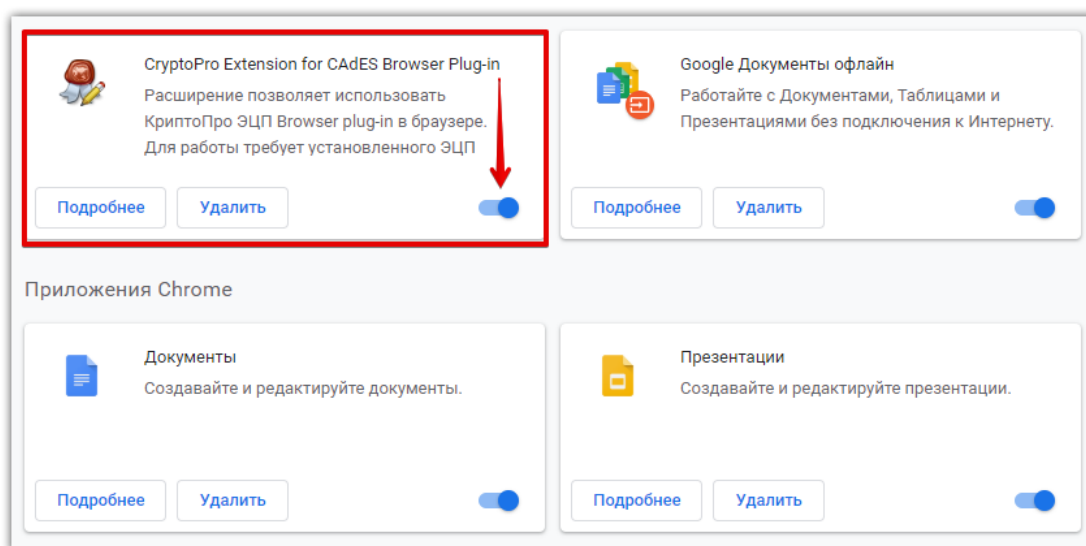 CryptoPro Extension for CAdES Browser Plug-in
Расширение позволяет использовать
КриптоПро ЭЦП Browser plug-in в браузере.
Для работы требует установленного ЭЦП
Подробнее
Удалить
Google Документы офлайн
Работайте с Документами, Таблицами и
Презентациями без подключения к Интернету.
Подробнее
Удалить
Приложения Chrome
Документы
Создавайте и редактируйте документы.
Подробнее
Удалить
Презентации
Создавайте и редактируйте презентации.
Подробнее
Удалить